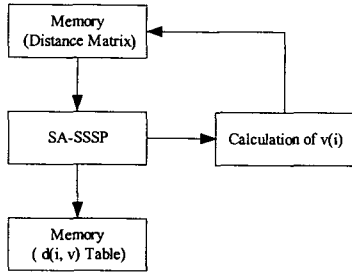 Memory
(Distance Matrix)
SA-SSSP
Calculation of v(i)
Memory
( d(i, v) Table)